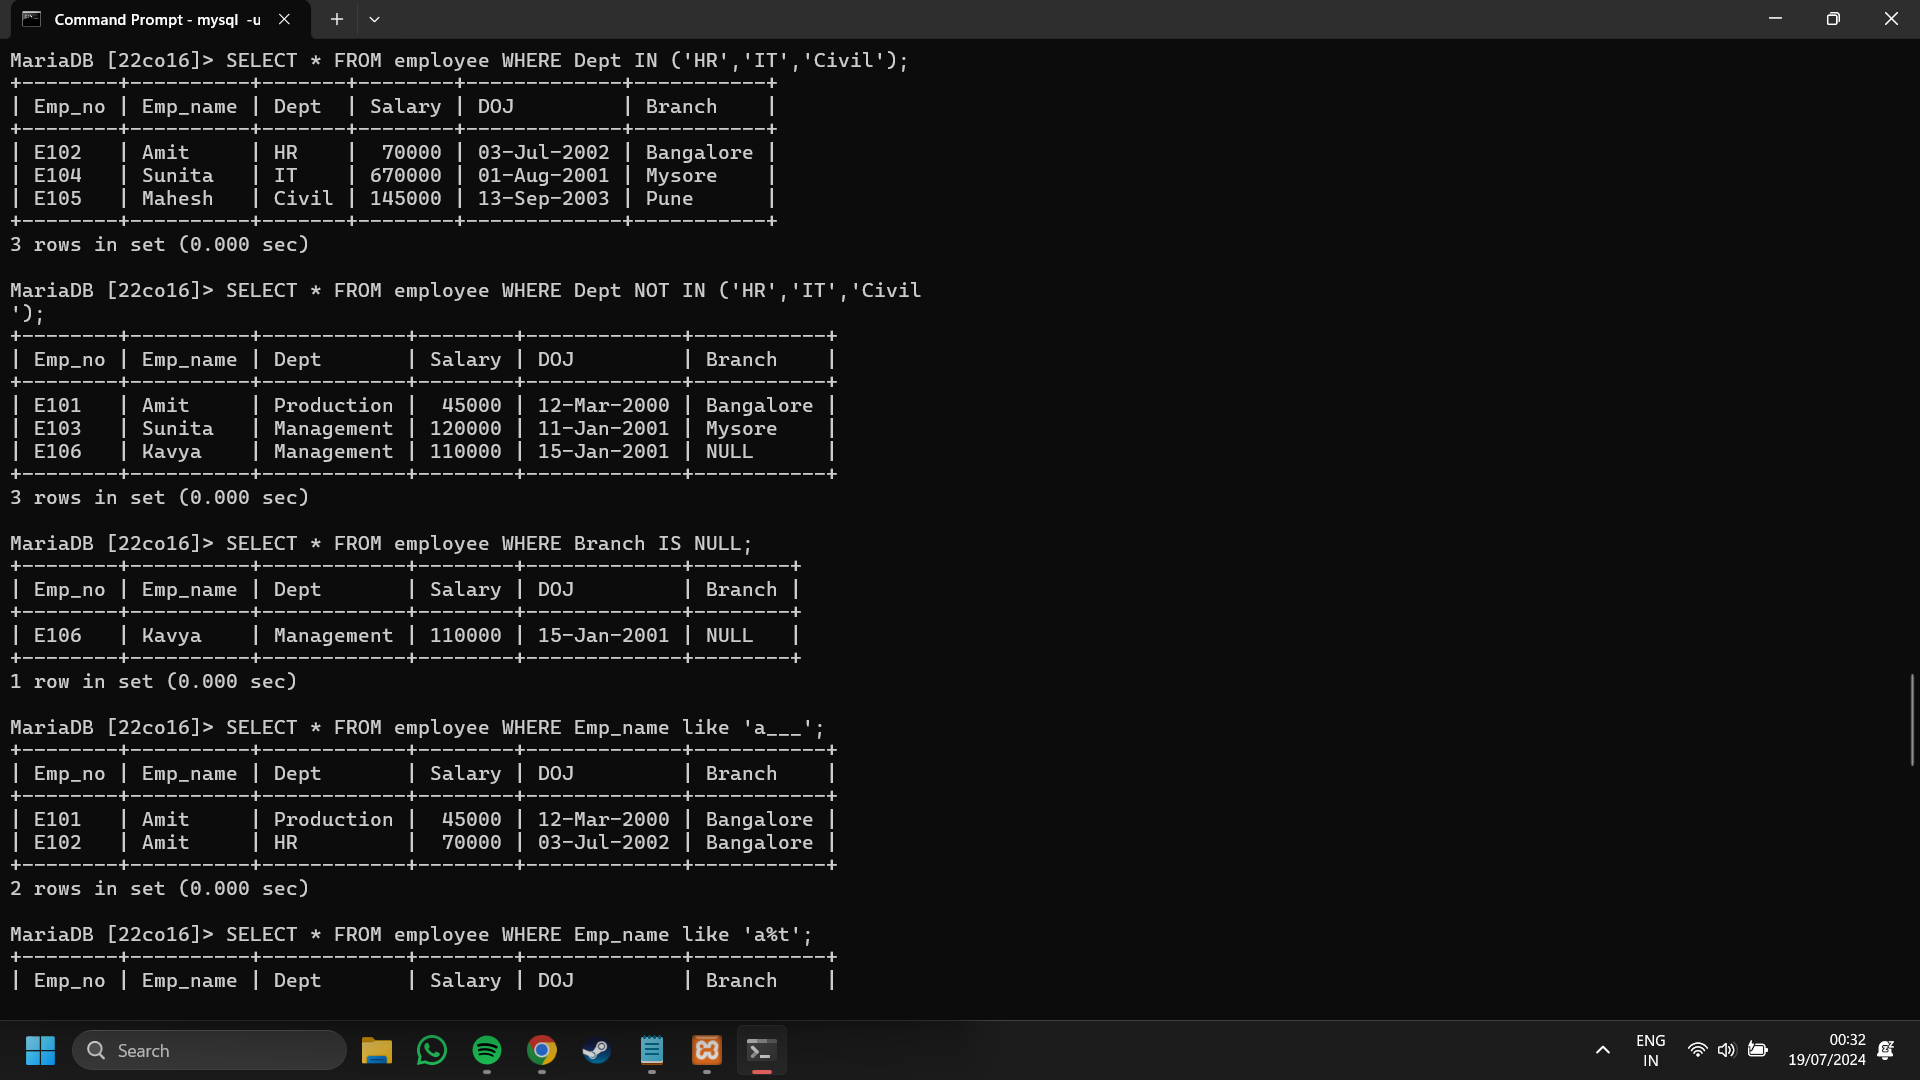 Command Prompt - mysql  -u
MariaDB [22co16]> SELECT * FROM employee WHERE Dept IN ('HR','IT','Civil');
+--------+----------+-------+--------+-------------+-----------+
| Emp_no | Emp_name | Dept  | Salary | DOJ         | Branch    |
+--------+----------+-------+--------+-------------+-----------+
| E102   | Amit     | HR    |  70000 | 03-Jul-2002 | Bangalore |
| E104   | Sunita   | IT    | 670000 | 01-Aug-2001 | Mysore    |
| E105   | Mahesh   | Civil | 145000 | 13-Sep-2003 | Pune      |
+--------+----------+-------+--------+-------------+-----------+
3 rows in set (0.000 sec)
MariaDB [22co16]> SELECT * FROM employee WHERE Dept NOT IN ('HR','IT','Civil
');
+--------+----------+------------+--------+-------------+-----------+
| Emp_no | Emp_name | Dept       | Salary | DOJ         | Branch    |
+--------+----------+------------+--------+-------------+-----------+
| E101   | Amit     | Production |  45000 | 12-Mar-2000 | Bangalore |
| E103   | Sunita   | Management | 120000 | 11-Jan-2001 | Mysore    |
| E106   | Kavya    | Management | 110000 | 15-Jan-2001 | NULL      |
+--------+----------+------------+--------+-------------+-----------+
3 rows in set (0.000 sec)
MariaDB [22co16]> SELECT * FROM employee WHERE Branch IS NULL;
+--------+----------+------------+--------+-------------+--------+
| Emp_no | Emp_name | Dept       | Salary | DOJ         | Branch |
+--------+----------+------------+--------+-------------+--------+
| E106   | Kavya    | Management | 110000 | 15-Jan-2001 | NULL   |
+--------+----------+------------+--------+-------------+--------+
1 row in set (0.000 sec)
MariaDB [22co16]> SELECT * FROM employee WHERE Emp_name like 'a___';
+--------+----------+------------+--------+-------------+-----------+
| Emp_no | Emp_name | Dept       | Salary | DOJ         | Branch    |
+--------+----------+------------+--------+-------------+-----------+
| E101   | Amit     | Production |  45000 | 12-Mar-2000 | Bangalore |
| E102   | Amit     | HR         |  70000 | 03-Jul-2002 | Bangalore |
+--------+----------+------------+--------+-------------+-----------+
2 rows in set (0.000 sec)
MariaDB [22co16]> SELECT * FROM employee WHERE Emp_name like 'a%t';
+--------+----------+------------+--------+-------------+-----------+
| Emp_no | Emp_name | Dept       | Salary | DOJ         | Branch    |
Search
ENG
IN
00:32
19/07/2024